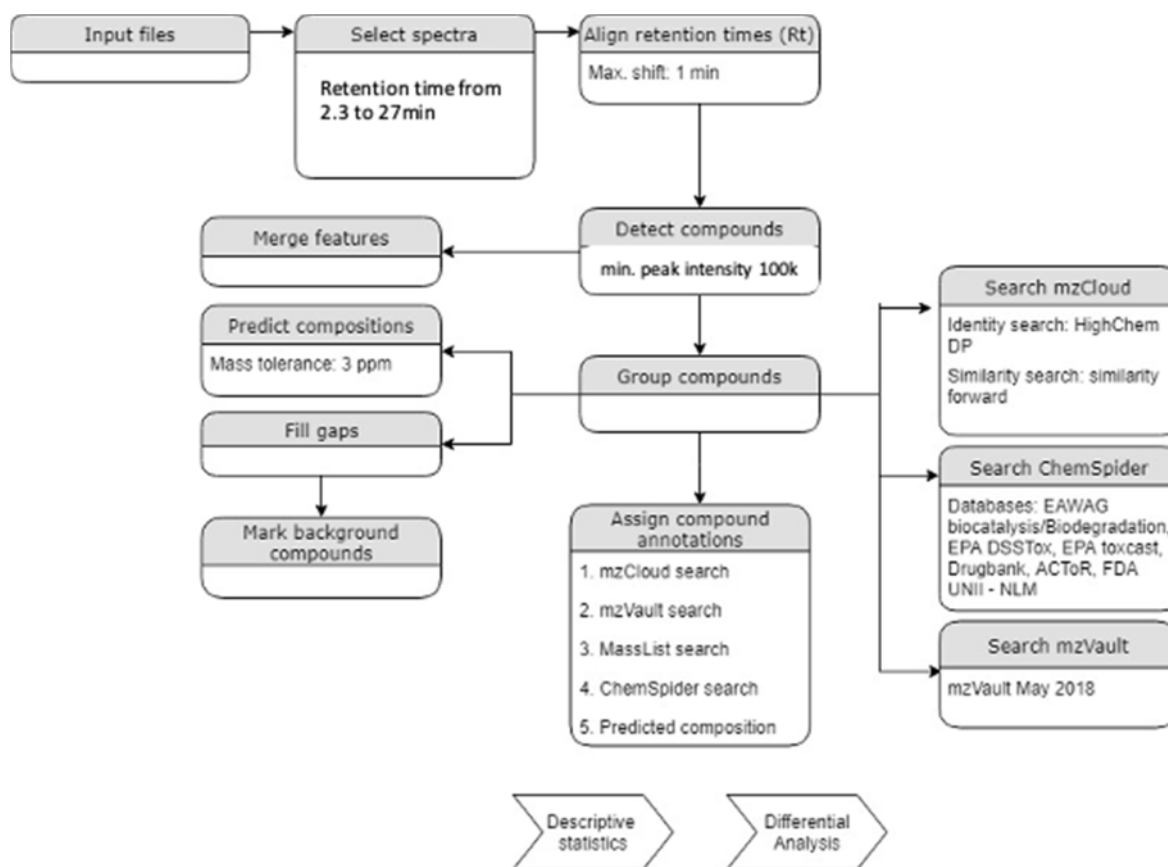 Input files
Select spectra
Retention time from
2.3 to 27min
Align retention times (Rt)
Max. shift: 1 min
Merge features
Detect compounds
min. peak intensity 100k
Predict compositions
Mass tolerance: 3 ppm
Group compounds
Fill gaps
Mark background
compounds
Assign compound
annotations
1. mzCloud search
2. mzVault search
3. MassList search
4. ChemSpider search
5. Predicted composition
Search mzCloud
Identity search: HighChem
DP
Similarity search: similarity
forward
Search ChemSpider
Databases: EAWAG
biocatalysis/Biodegradation,
EPA DSSTox, EPA toxcast,
Drugbank, ACToR, FDA
UNII - NLM
Search mzVault
mzVault May 2018
Descriptive
statistics
Differential
Analysis